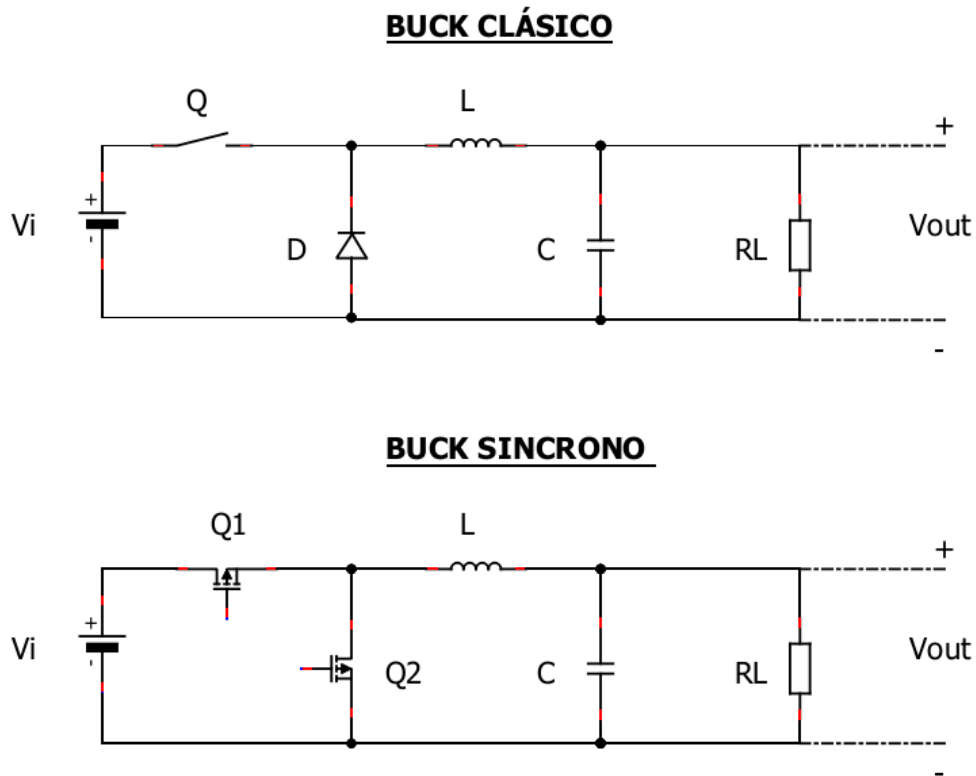 BUCK CLÁSICO
Q
L
+
+
Vi
-
D
C
RL
Vout
-
BUCK SINCRONO
Q1
L
+
+
Vi
-
Q2
C
RL
Vout
-